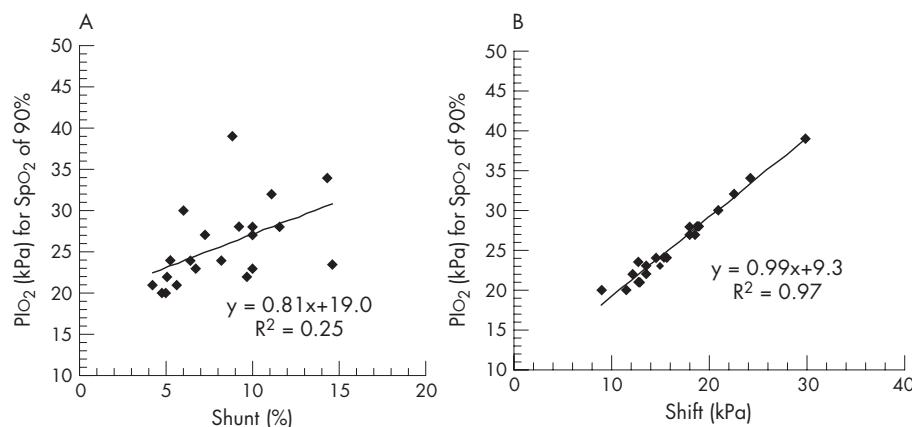 A
PIO2 (kPa) for SpO2 of 90%
50
45
40
35
30
25
20
15
10
0
5
10
15
20
Shunt (%)
y = 0.81x+19.0
R2 = 0.25
B
PIO2 (kPa) for SpO2 of 90%
50
45
40
35
30
25
20
15
10
0
10
20
30
40
Shift (kPa)
y = 0.99x+9.3
R2 = 0.97